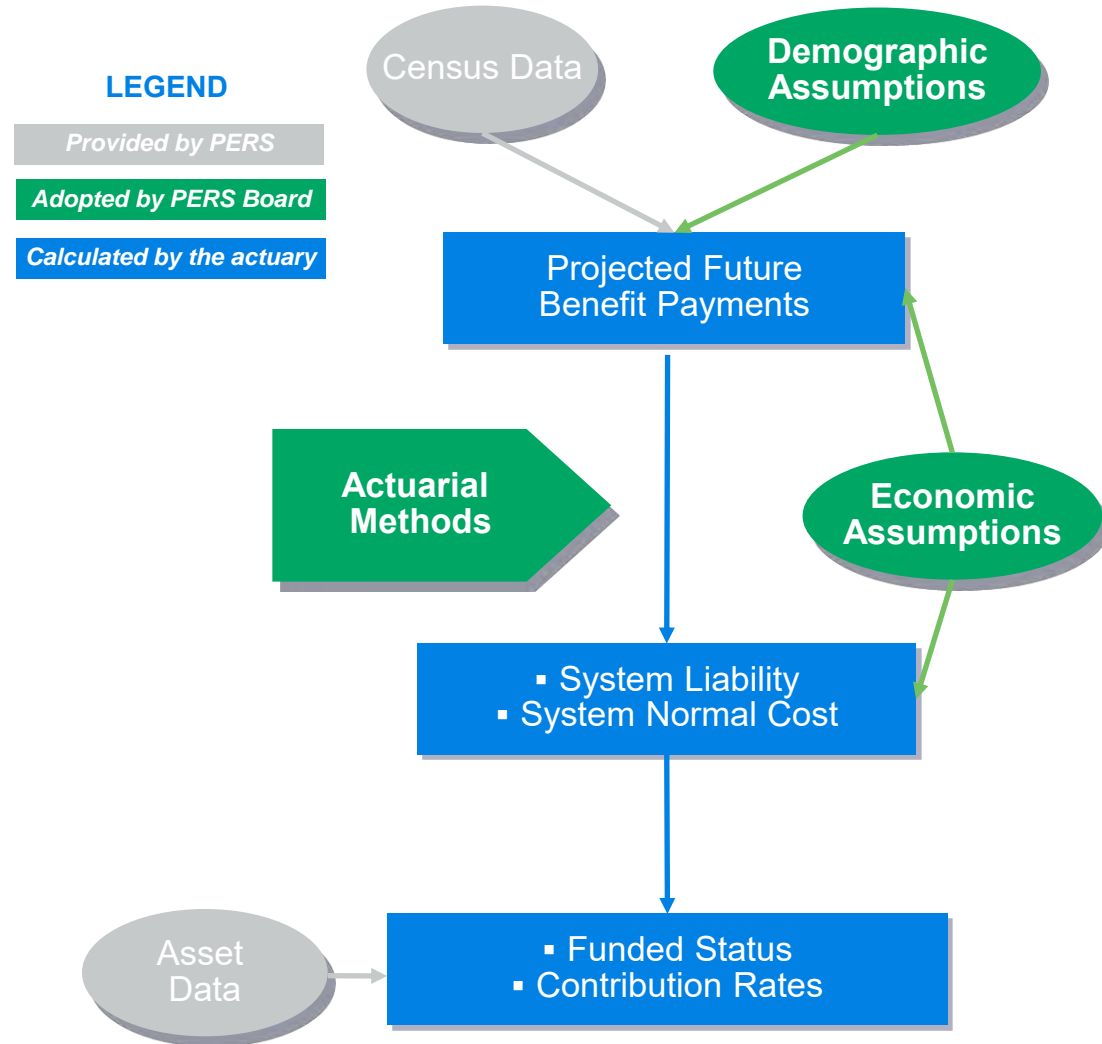 LEGEND
Provided by PERS
Adopted by PERS Board
Calculated by the actuary
Census Data
Demographic
Assumptions
Projected Future
Benefit Payments
Actuarial
Methods
Economic
Assumptions
▪ System Liability
▪ System Normal Cost
Asset
Data
▪ Funded Status
▪ Contribution Rates